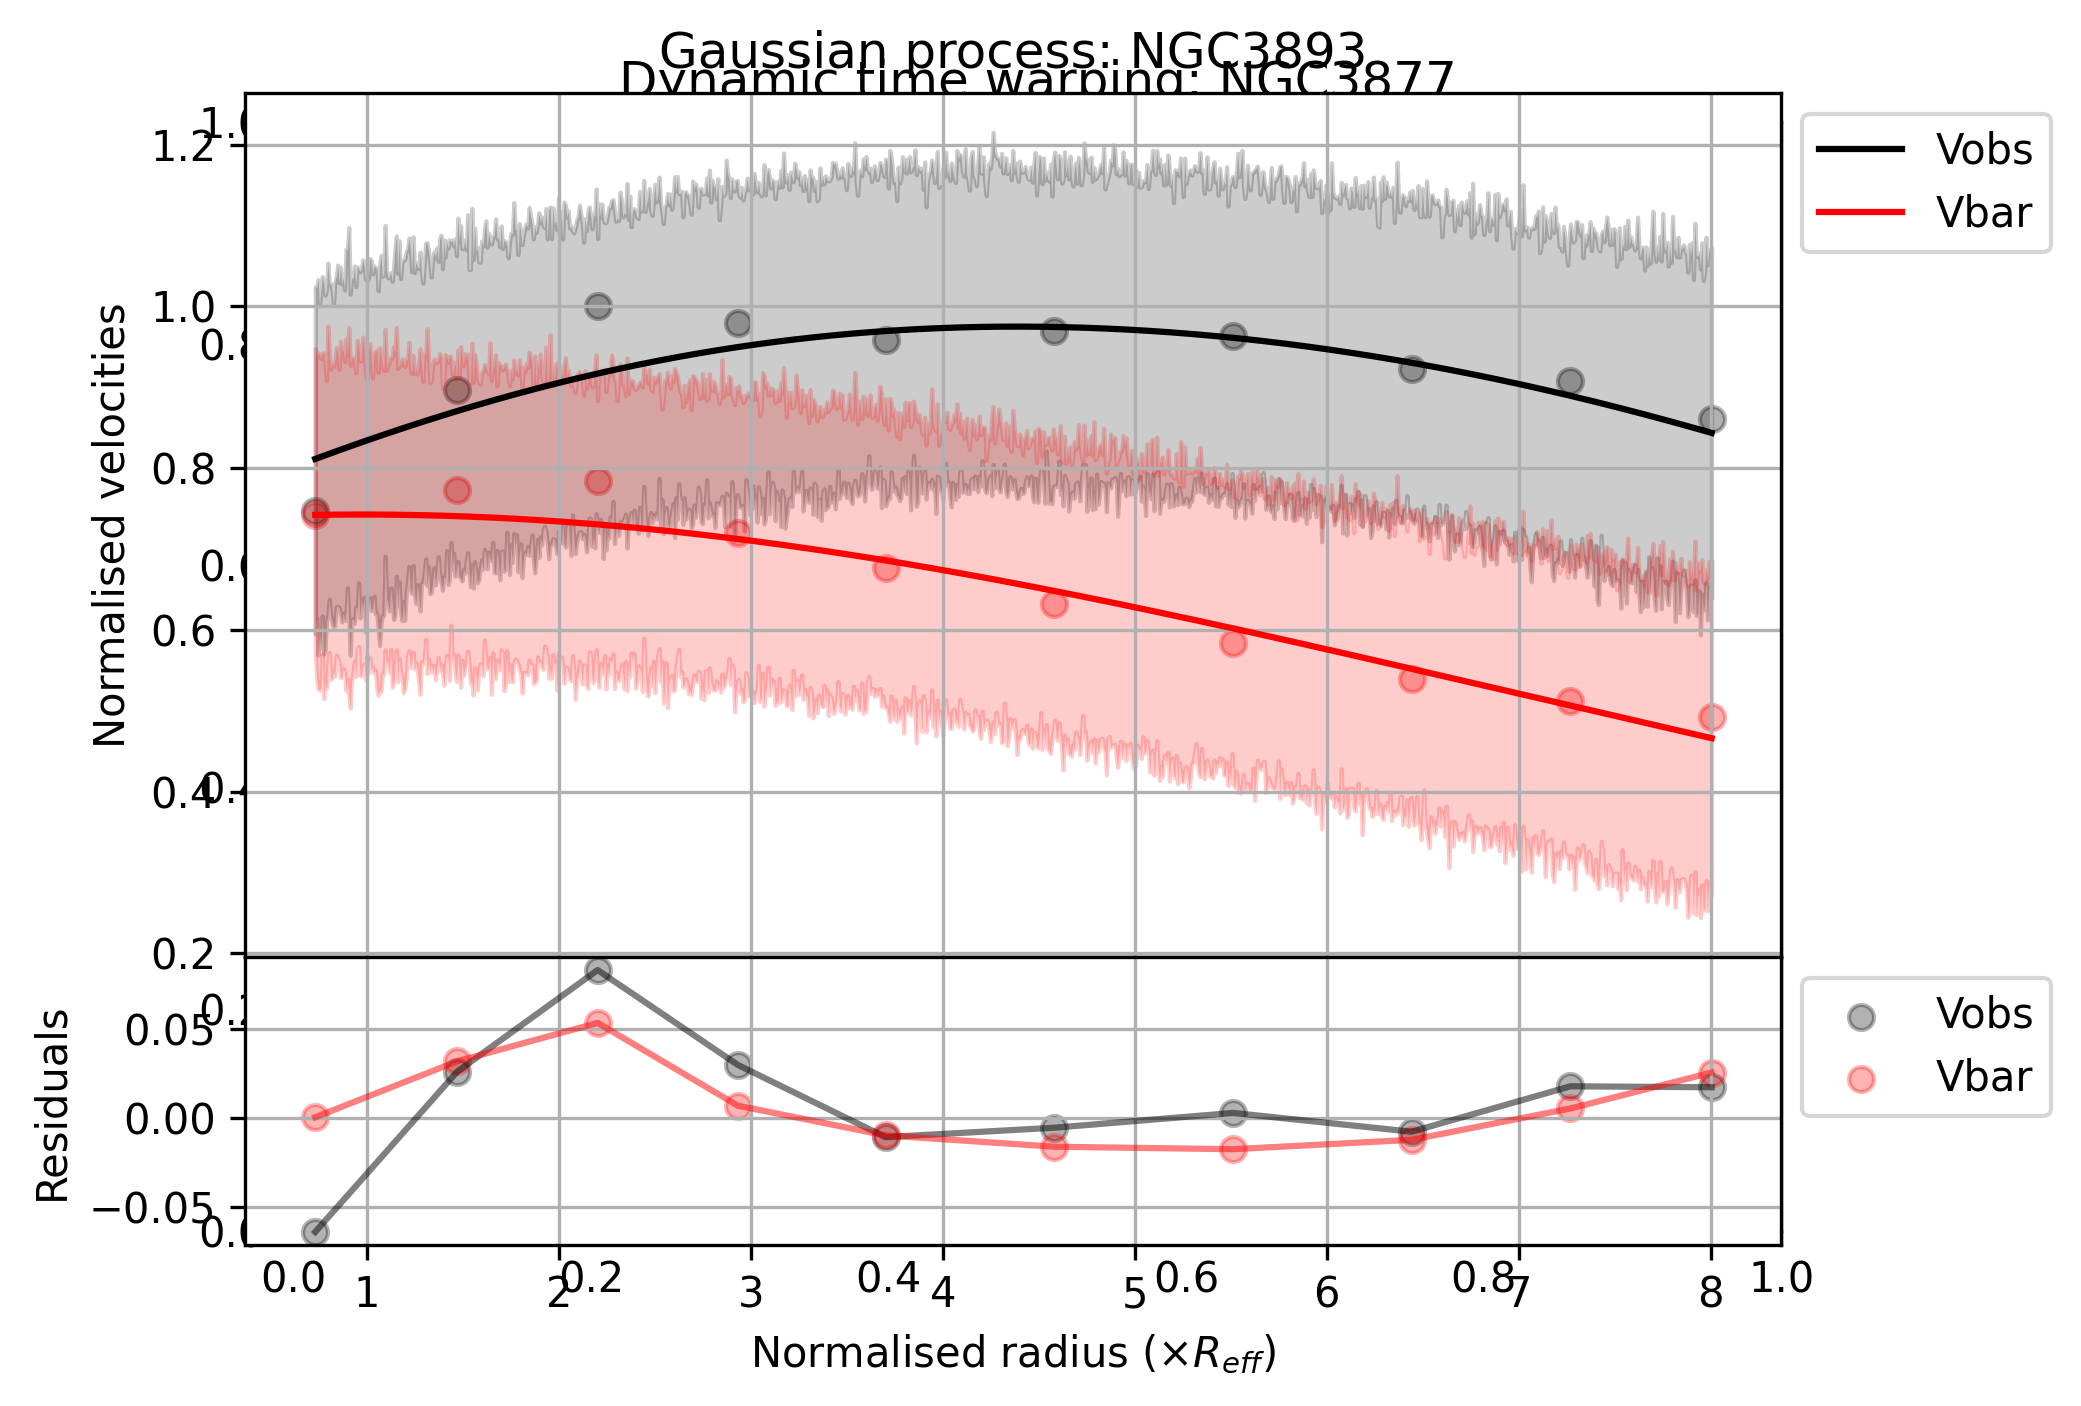 Gaussian process: NGC3893
Dynamic time warping: NGC3877
Normalised velocities
1.2
1.0
0.8
0.6
0.4
0.2
Vobs
Vbar
Residuals
0.05
0.00
−0.05
Vobs
Vbar
0.0 0.2 0.4 0.6 0.8 1.0
1 2 3 4 5 6 7 8
Normalised radius (×R_eff)